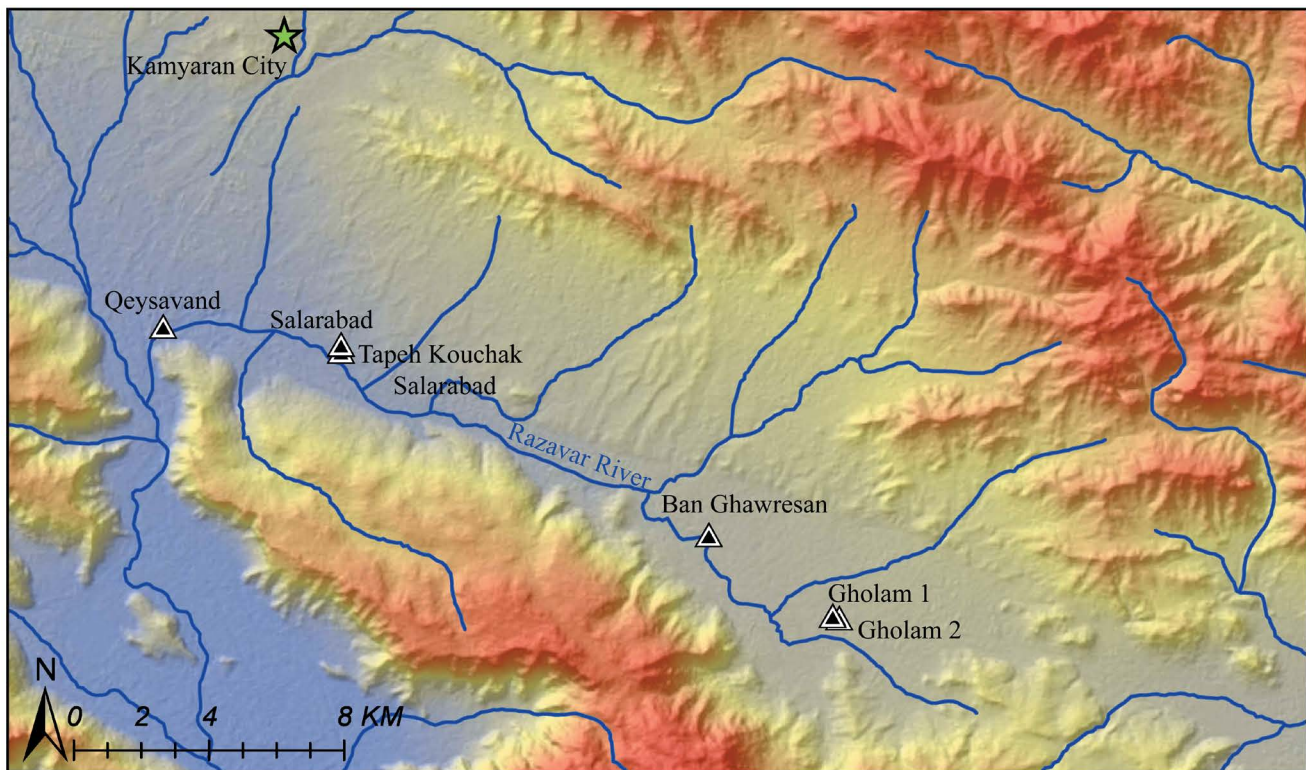 Kamyaran City
Qeysavand
Salarabad
Tapeh Kouchak
Salarabad
Razavar River
Ban Ghawresan
Gholam 1
Gholam 2
N
0 2 4 8 KM